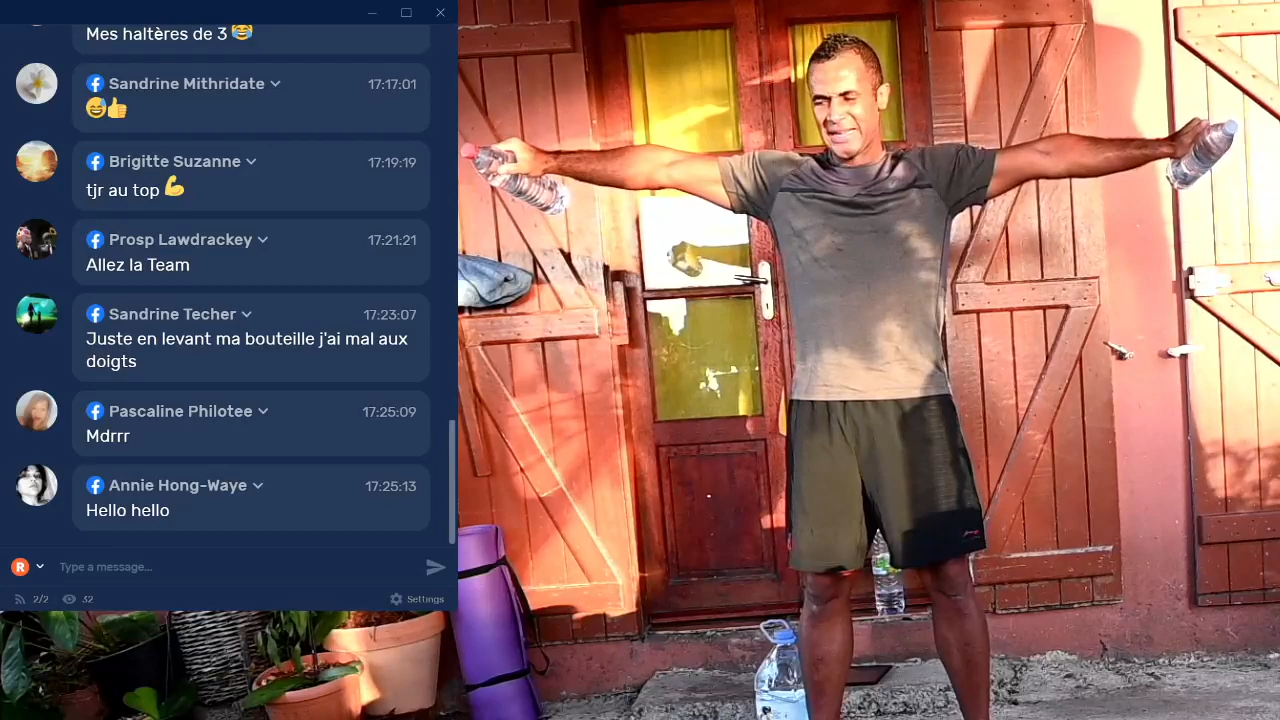 Mes haltères de 3 😂
Sandrine Mithridate 17:17:01
😅👍
Brigitte Suzanne 17:19:19
tjr au top 💪
Prosp Lawdrackey 17:21:21
Allez la Team
Sandrine Techer 17:23:07
Juste en levant ma bouteille j'ai mal aux
doigts
Pascaline Philotee 17:25:09
Mdrrr
Annie Hong-Waye 17:25:13
Hello hello
R Type a message...
2/2 32 Settings